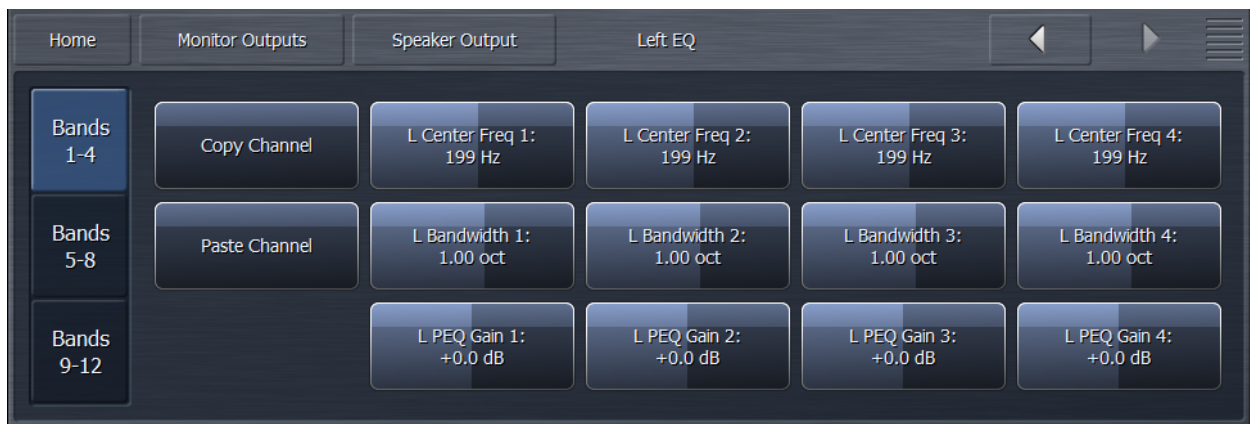 Home
Monitor Outputs
Speaker Output
Left EQ
Bands
1-4
Bands
5-8
Bands
9-12
Copy Channel
L Center Freq 1:
199 Hz
L Center Freq 2:
199 Hz
L Center Freq 3:
199 Hz
L Center Freq 4:
199 Hz
Paste Channel
L Bandwidth 1:
1.00 oct
L Bandwidth 2:
1.00 oct
L Bandwidth 3:
1.00 oct
L Bandwidth 4:
1.00 oct
L PEQ Gain 1:
+0.0 dB
L PEQ Gain 2:
+0.0 dB
L PEQ Gain 3:
+0.0 dB
L PEQ Gain 4:
+0.0 dB